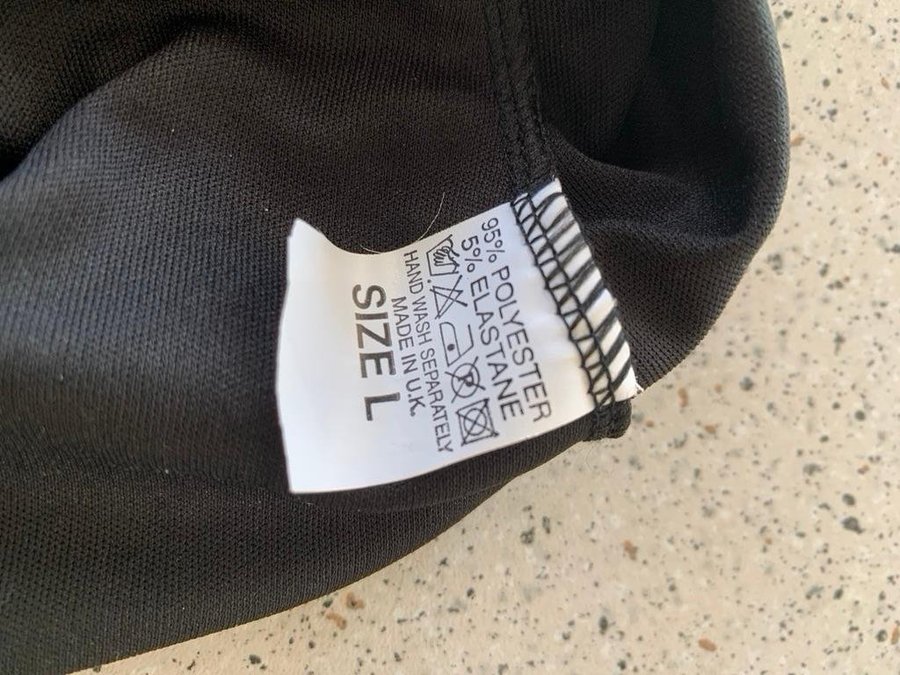 95% POLYESTER
5% ELASTANE
HAND WASH SEPARATELY
MADE IN U.K.
SIZE L